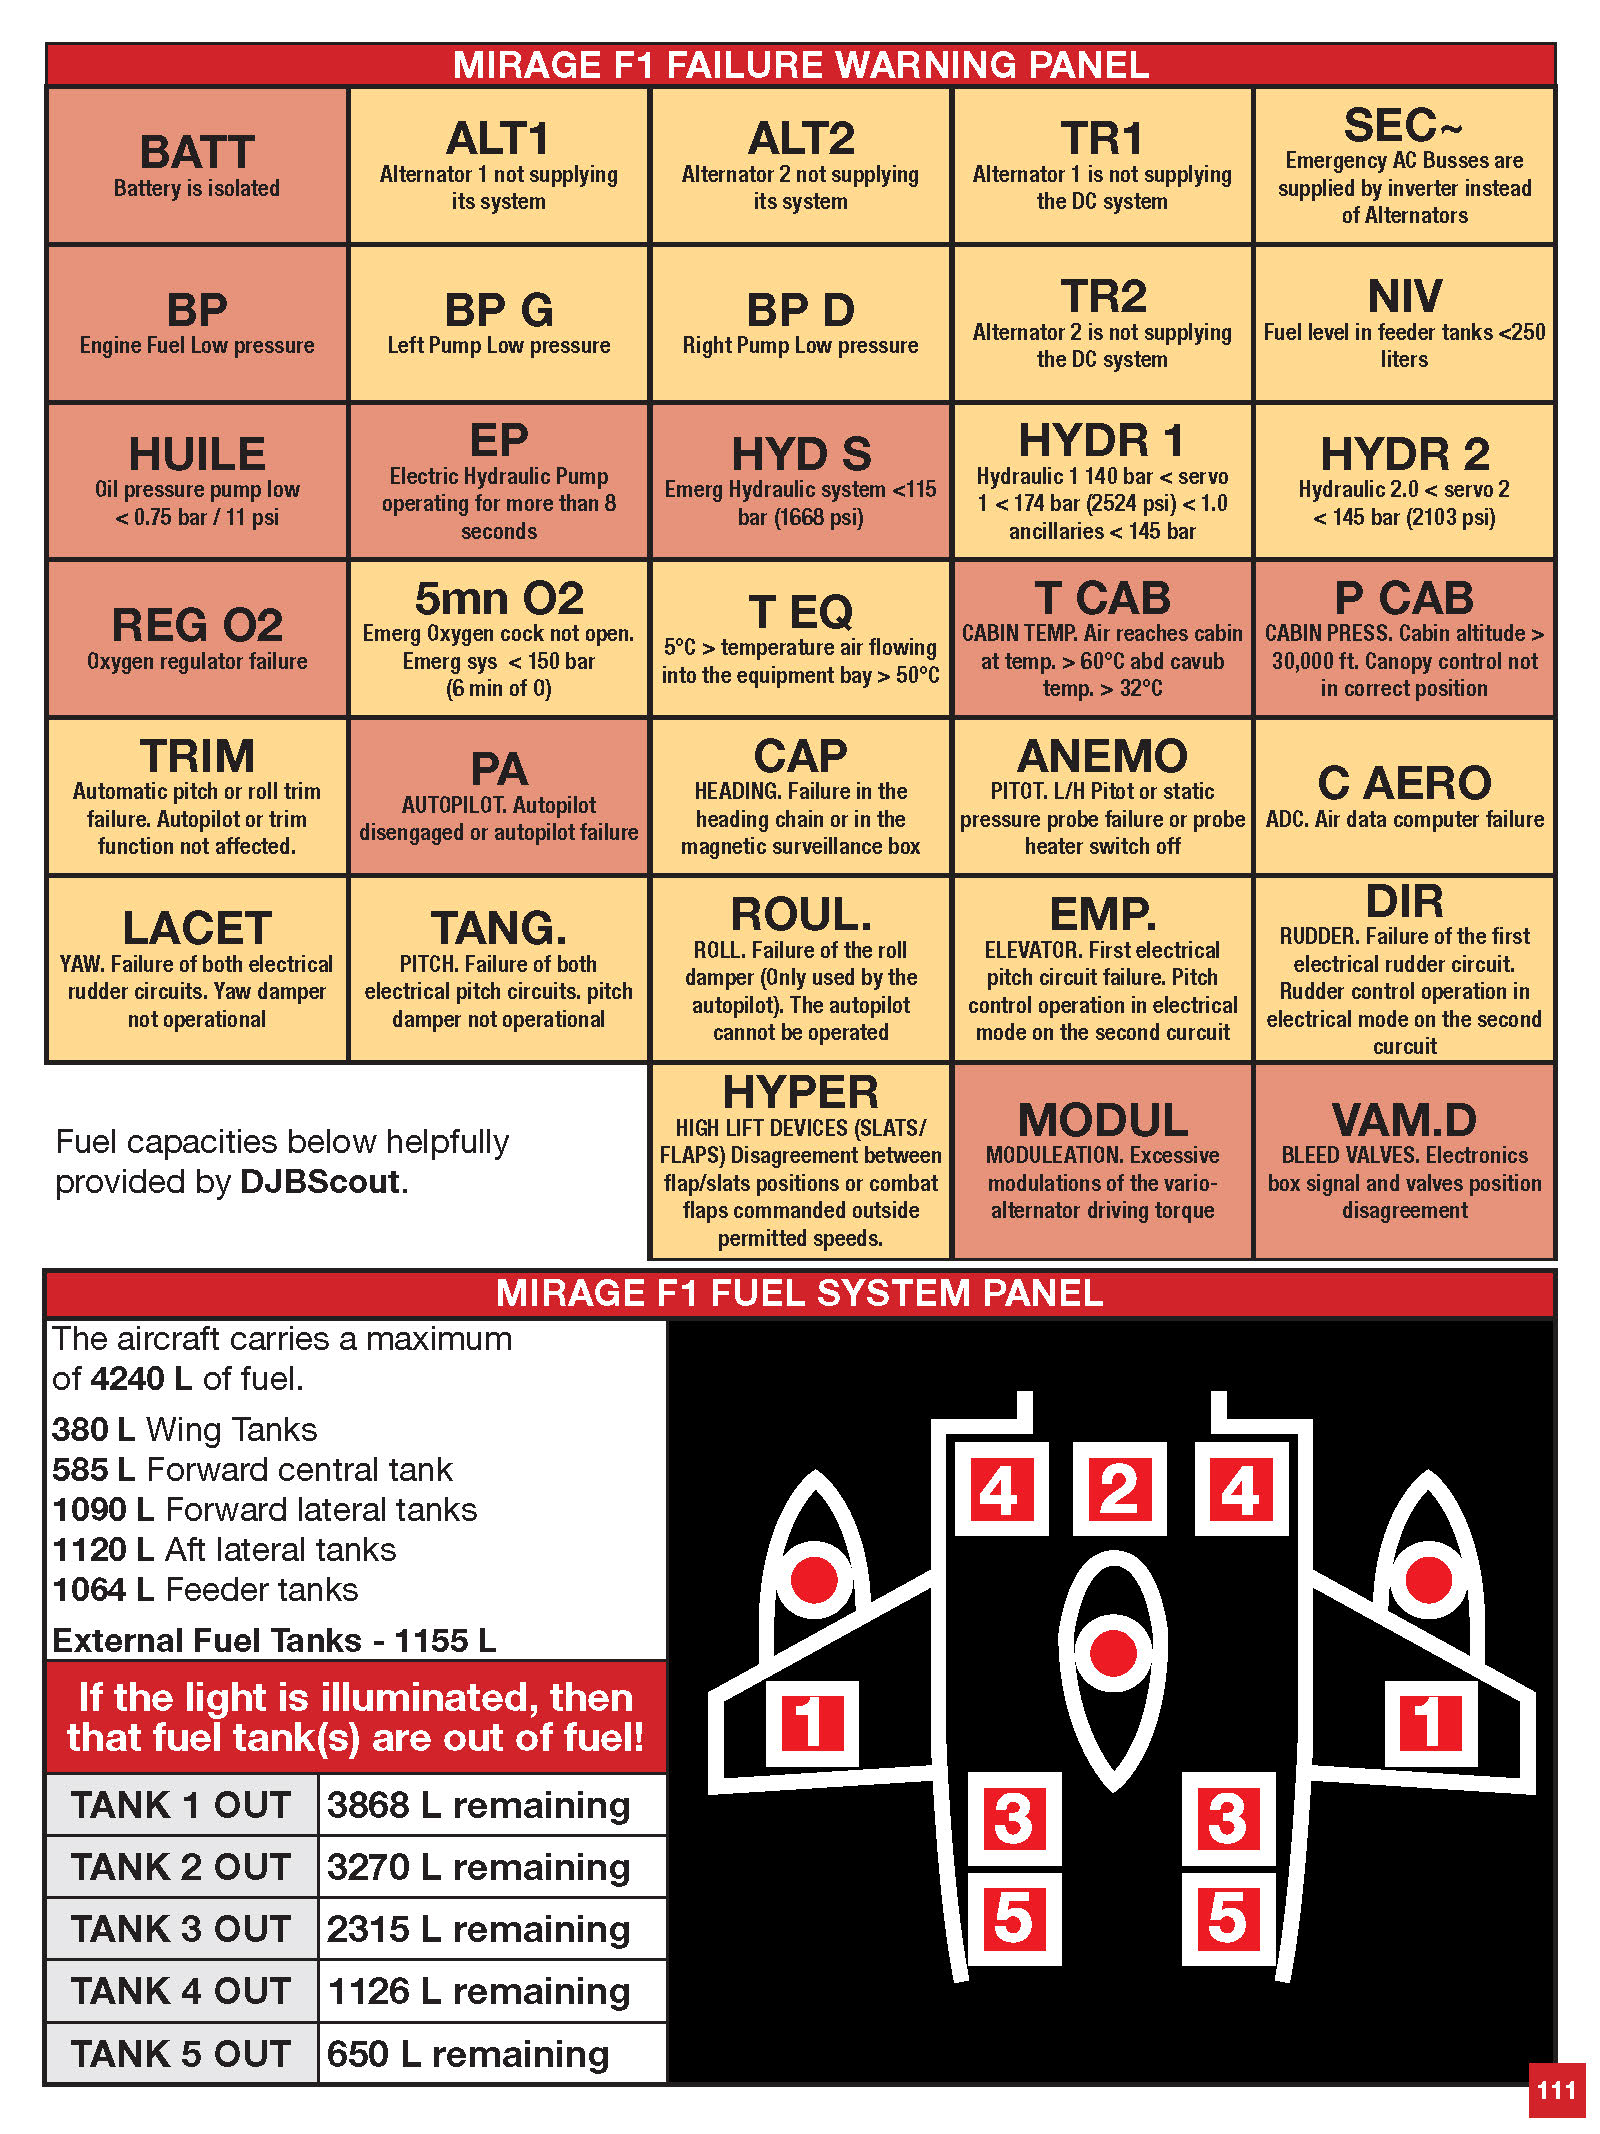 MIRAGE F1 FAILURE WARNING PANEL
BATT
Battery is isolated
ALT1
Alternator 1 not supplying
its system
ALT2
Alternator 2 not supplying
its system
TR1
Alternator 1 is not supplying
the DC system
SEC~
Emergency AC Busses are
supplied by inverter instead
of Alternators
BP
Engine Fuel Low pressure
BP G
Left Pump Low pressure
BP D
Right Pump Low pressure
TR2
Alternator 2 is not supplying
the DC system
NIV
Fuel level in feeder tanks <250
liters
HUILE
Oil pressure pump low
< 0.75 bar / 11 psi
EP
Electric Hydraulic Pump
operating for more than 8
seconds
HYD S
Emerg Hydraulic system <115
bar (1668 psi)
HYDR 1
Hydraulic 1 140 bar < servo
1 < 174 bar (2524 psi) < 1.0
ancillaries < 145 bar
HYDR 2
Hydraulic 2.0 < servo 2
< 145 bar (2103 psi)
REG O2
Oxygen regulator failure
5mn O2
Emerg Oxygen cock not open.
Emerg sys < 150 bar
(6 min of O)
T EQ
5°C > temperature air flowing
into the equipment bay > 50°C
T CAB
CABIN TEMP. Air reaches cabin
at temp. > 60°C abd cavub
temp. > 32°C
P CAB
CABIN PRESS. Cabin altitude >
30,000 ft. Canopy control not
in correct position
TRIM
Automatic pitch or roll trim
failure. Autopilot or trim
function not affected.
PA
AUTOPILOT. Autopilot
disengaged or autopilot failure
CAP
HEADING. Failure in the
heading chain or in the
magnetic surveillance box
ANEMO
PITOT. L/H Pitot or static
pressure probe failure or probe
heater switch off
C AERO
ADC. Air data computer failure
LACET
YAW. Failure of both electrical
rudder circuits. Yaw damper
not operational
TANG.
PITCH. Failure of both
electrical pitch circuits. pitch
damper not operational
ROUL.
ROLL. Failure of the roll
damper (Only used by the
autopilot). The autopilot
cannot be operated
EMP.
ELEVATOR. First electrical
pitch circuit failure. Pitch
control operation in electrical
mode on the second curcuit
DIR
RUDDER. Failure of the first
electrical rudder circuit.
Rudder control operation in
electrical mode on the second
curcuit
Fuel capacities below helpfully
provided by DJBScout.
HYPER
HIGH LIFT DEVICES (SLATS/
FLAPS) Disagreement between
flap/slats positions or combat
flaps commanded outside
permitted speeds.
MODUL
MODULEATION. Excessive
modulations of the vario-
alternator driving torque
VAM.D
BLEED VALVES. Electronics
box signal and valves position
disagreement
MIRAGE F1 FUEL SYSTEM PANEL
The aircraft carries a maximum
of 4240 L of fuel.
380 L Wing Tanks
585 L Forward central tank
1090 L Forward lateral tanks
1120 L Aft lateral tanks
1064 L Feeder tanks
External Fuel Tanks - 1155 L
If the light is illuminated, then
that fuel tank(s) are out of fuel!
TANK 1 OUT 3868 L remaining
TANK 2 OUT 3270 L remaining
TANK 3 OUT 2315 L remaining
TANK 4 OUT 1126 L remaining
TANK 5 OUT 650 L remaining
4 2 4
1 1
3 3
5 5
111